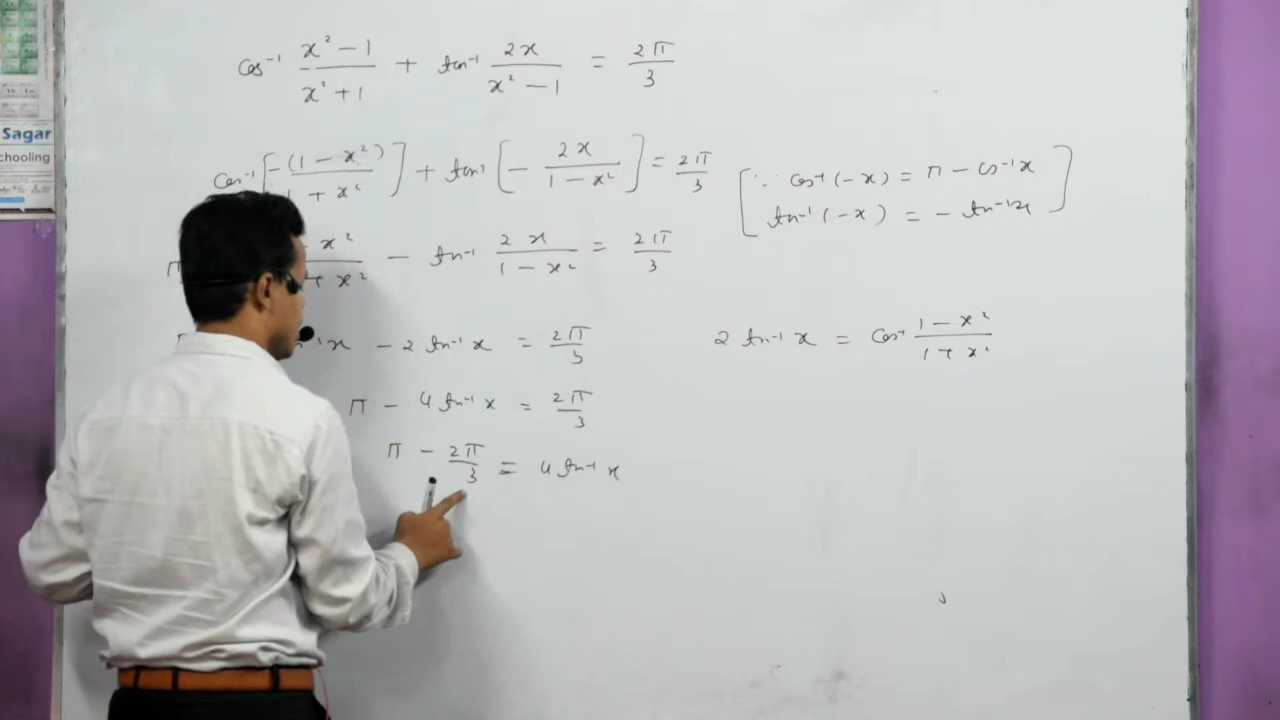 cos⁻¹ (x² − 1)/(x² + 1) + tan⁻¹ 2x/(x² − 1) = 2π/3
cos⁻¹ [−(1 − x²)/(1 + x²)] + tan⁻¹ [− 2x/(1 − x²)] = 2π/3
[∵ cos⁻¹(−x) = π − cos⁻¹x
tan⁻¹(−x) = − tan⁻¹x]
x²/+ x² − tan⁻¹ 2x/(1 − x²) = 2π/3
x − 2 tan⁻¹ x = 2π/3
2 tan⁻¹ x = cos⁻¹ (1 − x²)/(1 + x²)
π − 4 tan⁻¹ x = 2π/3
π − 2π/3 = 4 tan⁻¹ x
Sagar
chooling